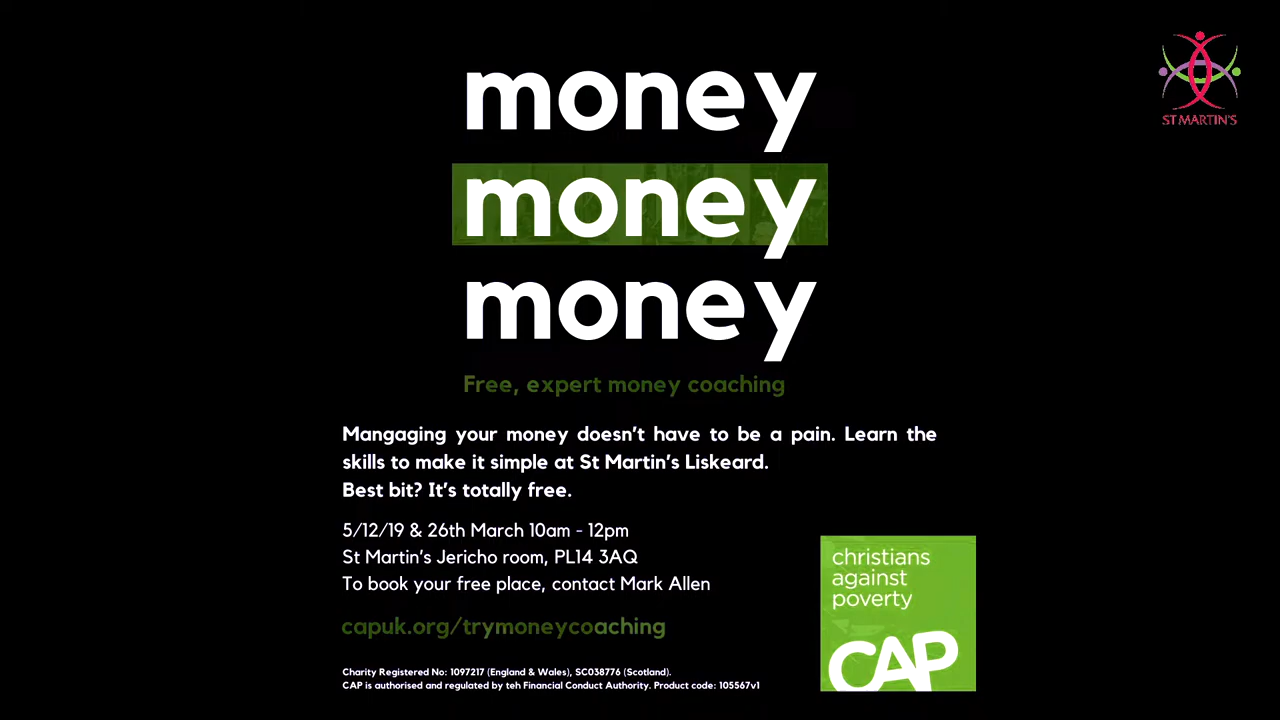 ST MARTIN'S
money
money
money
Free, expert money coaching
Mangaging your money doesn't have to be a pain. Learn the
skills to make it simple at St Martin's Liskeard.
Best bit? It's totally free.
5/12/19 & 26th March 10am - 12pm
St Martin's Jericho room, PL14 3AQ
To book your free place, contact Mark Allen
capuk.org/trymoneycoaching
christians
against
poverty
CAP
Charity Registered No: 1097217 (England & Wales), SC038776 (Scotland).
CAP is authorised and regulated by teh Financial Conduct Authority. Product code: 105567v1